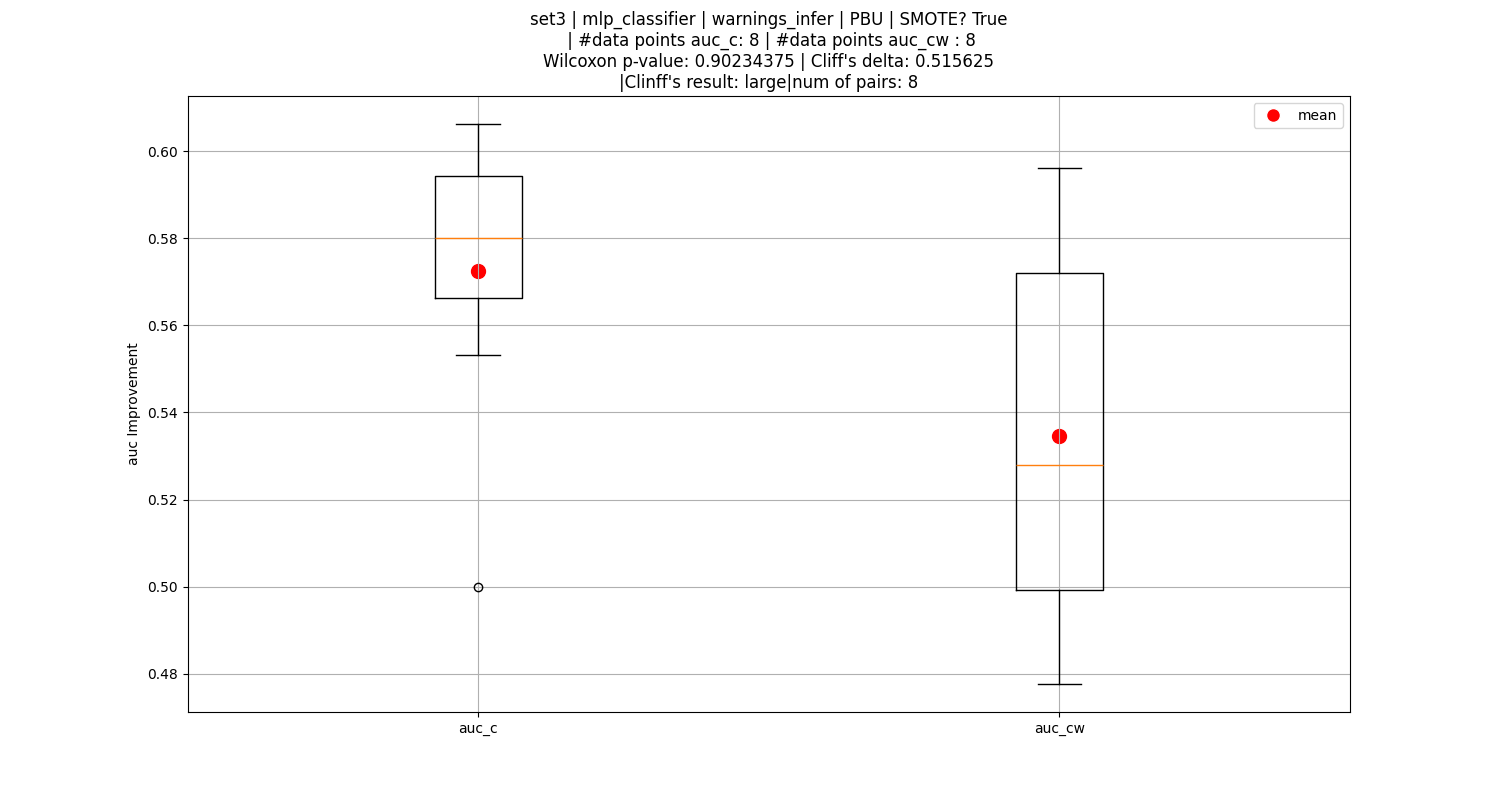 set3 | mlp_classifier | warnings_infer | PBU | SMOTE? True
| #data points auc_c: 8 | #data points auc_cw : 8
Wilcoxon p-value: 0.90234375 | Cliff's delta: 0.515625
|Clinff's result: large|num of pairs: 8
mean
0.60
0.58
0.56
0.54
0.52
0.50
0.48
auc Improvement
auc_c
auc_cw